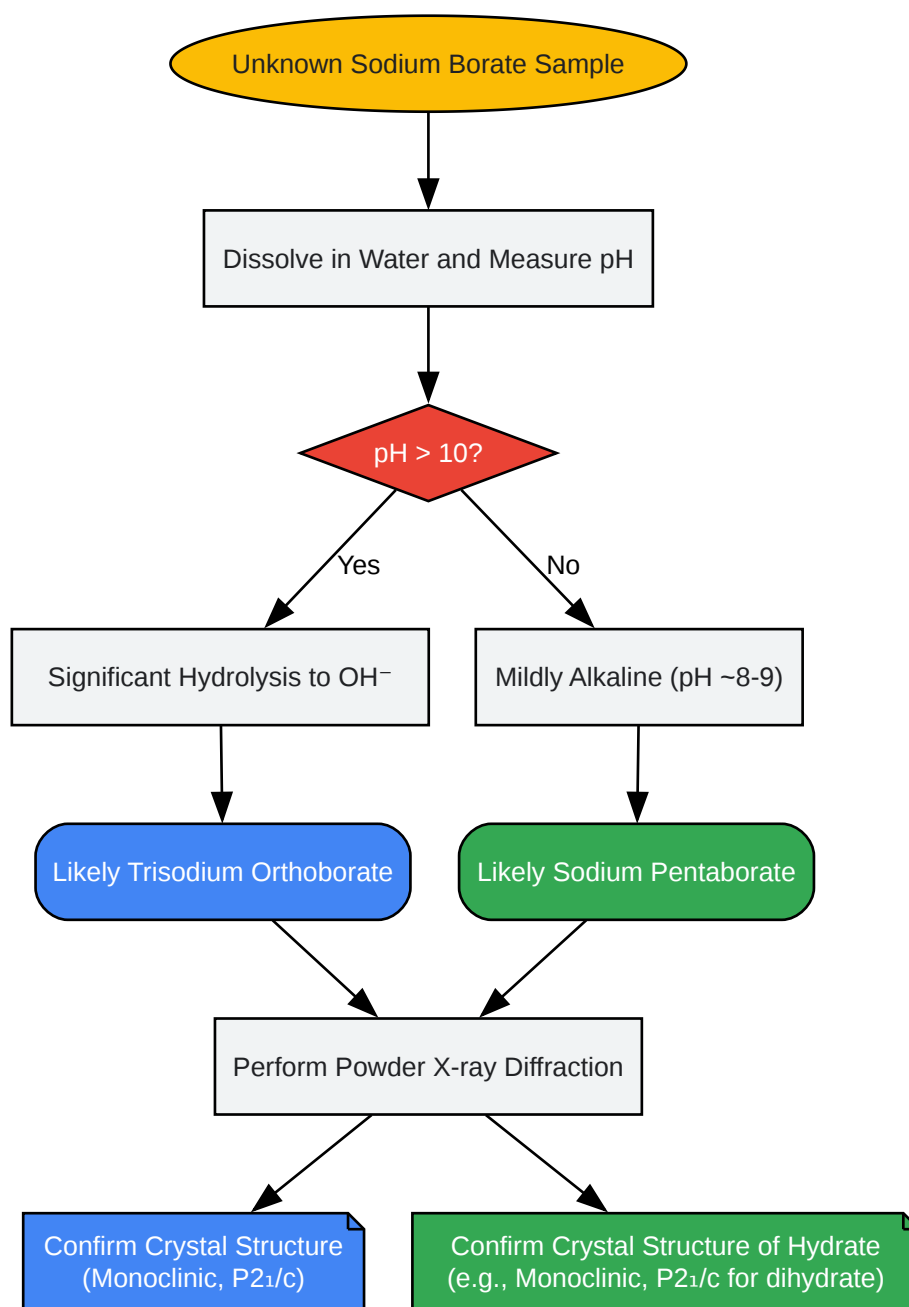 Unknown Sodium Borate Sample
Dissolve in Water and Measure pH
pH > 10?
Yes
No
Significant Hydrolysis to OH⁻
Mildly Alkaline (pH ~8-9)
Likely Trisodium Orthoborate
Likely Sodium Pentaborate
Perform Powder X-ray Diffraction
Confirm Crystal Structure
(Monoclinic, P2₁/c)
Confirm Crystal Structure of Hydrate
(e.g., Monoclinic, P2₁/c for dihydrate)